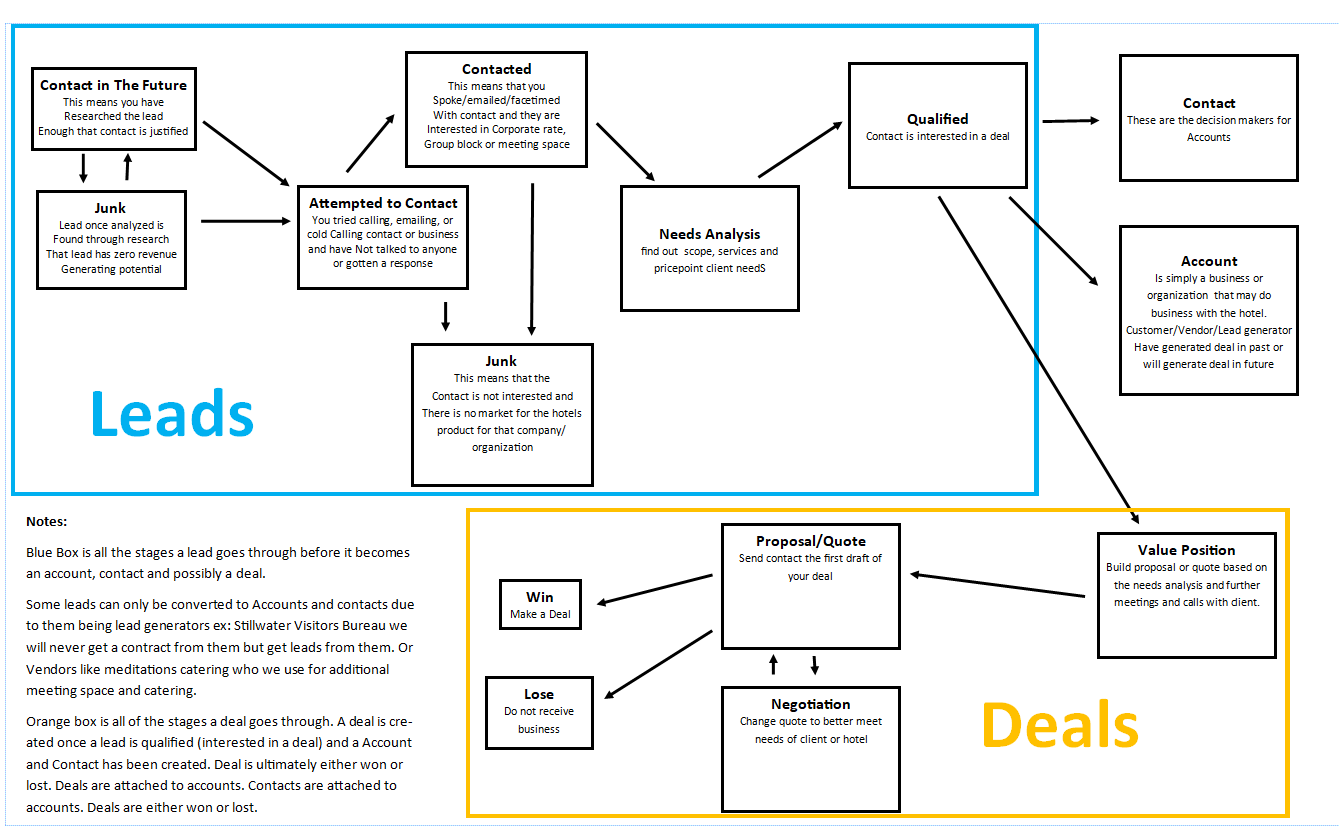 Contact in The Future
This means you have
Researched the lead
Enough that contact is justified
Junk
Lead once analyzed is
Found through research
That lead has zero revenue
Generating potential
Attempted to Contact
You tried calling, emailing, or
cold Calling contact or business
and have Not talked to anyone
or gotten a response
Contacted
This means that you
Spoke/emailed/facetimed
With contact and they are
Interested in Corporate rate,
Group block or meeting space
Junk
This means that the
Contact is not interested and
There is no market for the hotels
product for that company/
organization
Needs Analysis
find out scope, services and
pricepoint client needS
Qualified
Contact is interested in a deal
Contact
These are the decision makers for
Accounts
Account
Is simply a business or
organization that may do
business with the hotel.
Customer/Vendor/Lead generator
Have generated deal in past or
will generate deal in future
Leads
Notes:
Blue Box is all the stages a lead goes through before it becomes
an account, contact and possibly a deal.
Some leads can only be converted to Accounts and contacts due
to them being lead generators ex: Stillwater Visitors Bureau we
will never get a contract from them but get leads from them. Or
Vendors like meditations catering who we use for additional
meeting space and catering.
Orange box is all of the stages a deal goes through. A deal is cre-
ated once a lead is qualified (interested in a deal) and a Account
and Contact has been created. Deal is ultimately either won or
lost. Deals are attached to accounts. Contacts are attached to
accounts. Deals are either won or lost.
Value Position
Build proposal or quote based on
the needs analysis and further
meetings and calls with client.
Proposal/Quote
Send contact the first draft of
your deal
Win
Make a Deal
Lose
Do not receive
business
Negotiation
Change quote to better meet
needs of client or hotel
Deals